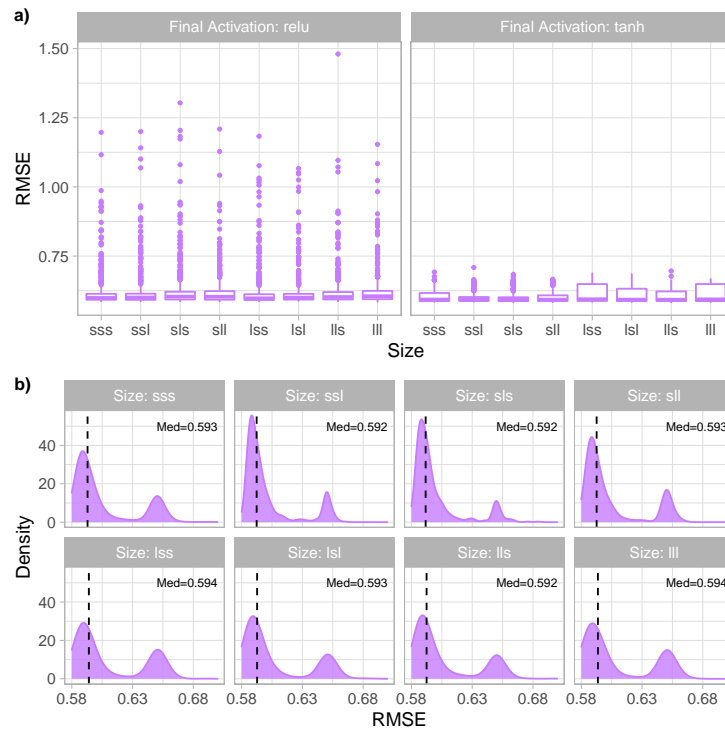 a)
Final Activation: relu
Final Activation: tanh
1.50
1.25
1.00
0.75
RMSE
sss ssl sls sll lss lsl lls lll
sss ssl sls sll lss lsl lls lll
Size
b)
Size: sss
Size: ssl
Size: sls
Size: sll
Med=0.593
Med=0.592
Med=0.592
Med=0.593
40
20
0
Size: lss
Size: lsl
Size: lls
Size: lll
Med=0.594
Med=0.593
Med=0.592
Med=0.594
40
20
0
Density
0.58 0.63 0.68
0.58 0.63 0.68
0.58 0.63 0.68
0.58 0.63 0.68
RMSE